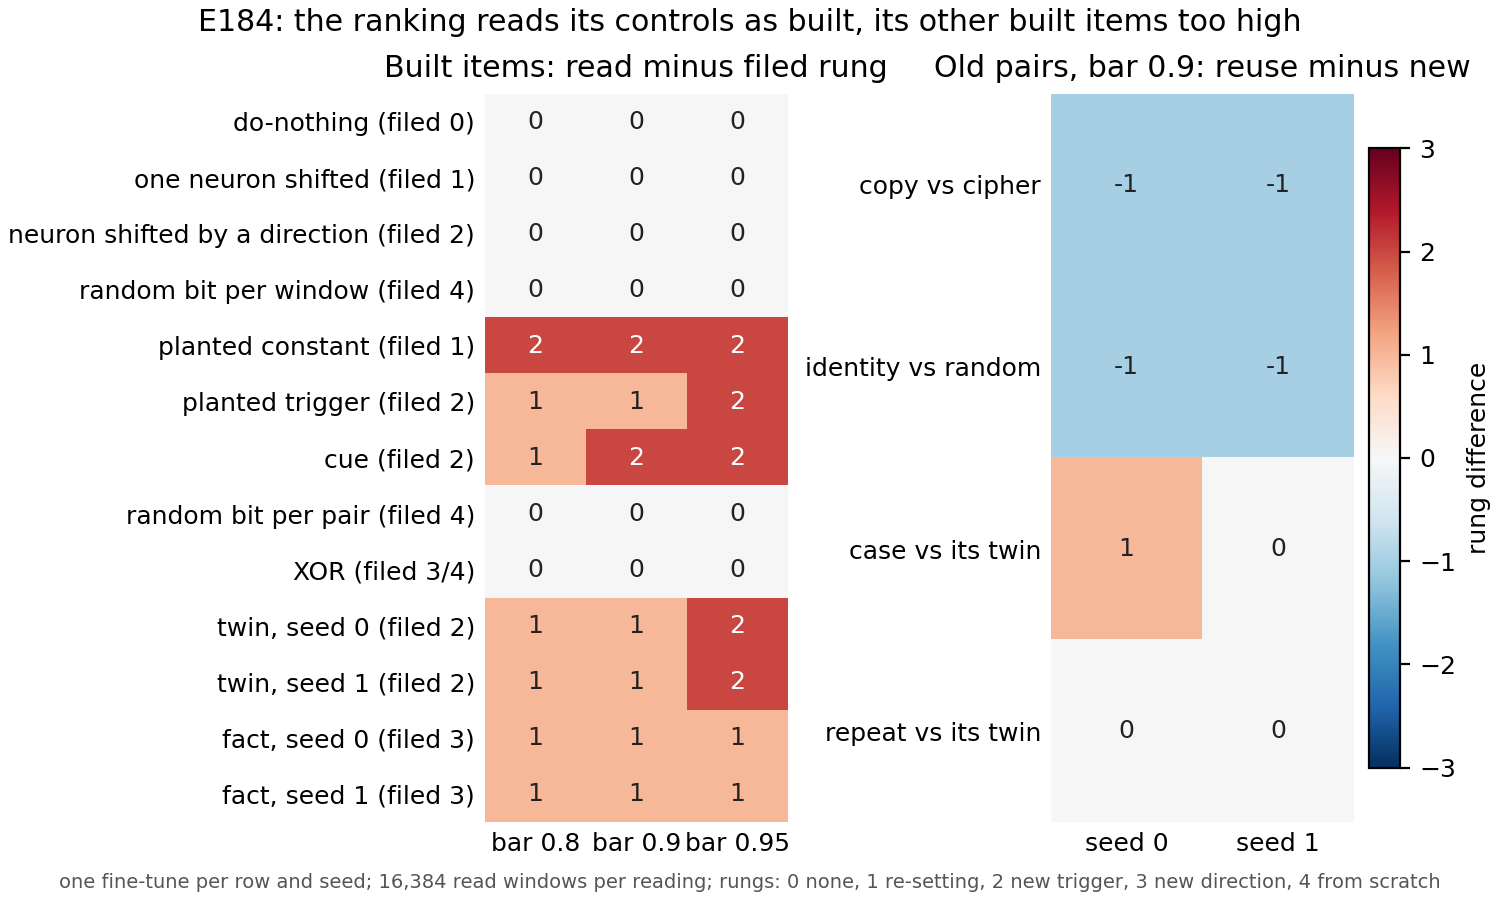 E184: the ranking reads its controls as built, its other built items too high
Built items: read minus filed rung
do-nothing (filed 0) 0 0 0
one neuron shifted (filed 1) 0 0 0
neuron shifted by a direction (filed 2) 0 0 0
random bit per window (filed 4) 0 0 0
planted constant (filed 1) 2 2 2
planted trigger (filed 2) 1 1 2
cue (filed 2) 1 2 2
random bit per pair (filed 4) 0 0 0
XOR (filed 3/4) 0 0 0
twin, seed 0 (filed 2) 1 1 2
twin, seed 1 (filed 2) 1 1 2
fact, seed 0 (filed 3) 1 1 1
fact, seed 1 (filed 3) 1 1 1
bar 0.8 bar 0.9 bar 0.95
Old pairs, bar 0.9: reuse minus new
copy vs cipher -1 -1
identity vs random -1 -1
case vs its twin 1 0
repeat vs its twin 0 0
seed 0 seed 1
3
2
1
0
−1
−2
−3
rung difference
one fine-tune per row and seed; 16,384 read windows per reading; rungs: 0 none, 1 re-setting, 2 new trigger, 3 new direction, 4 from scratch